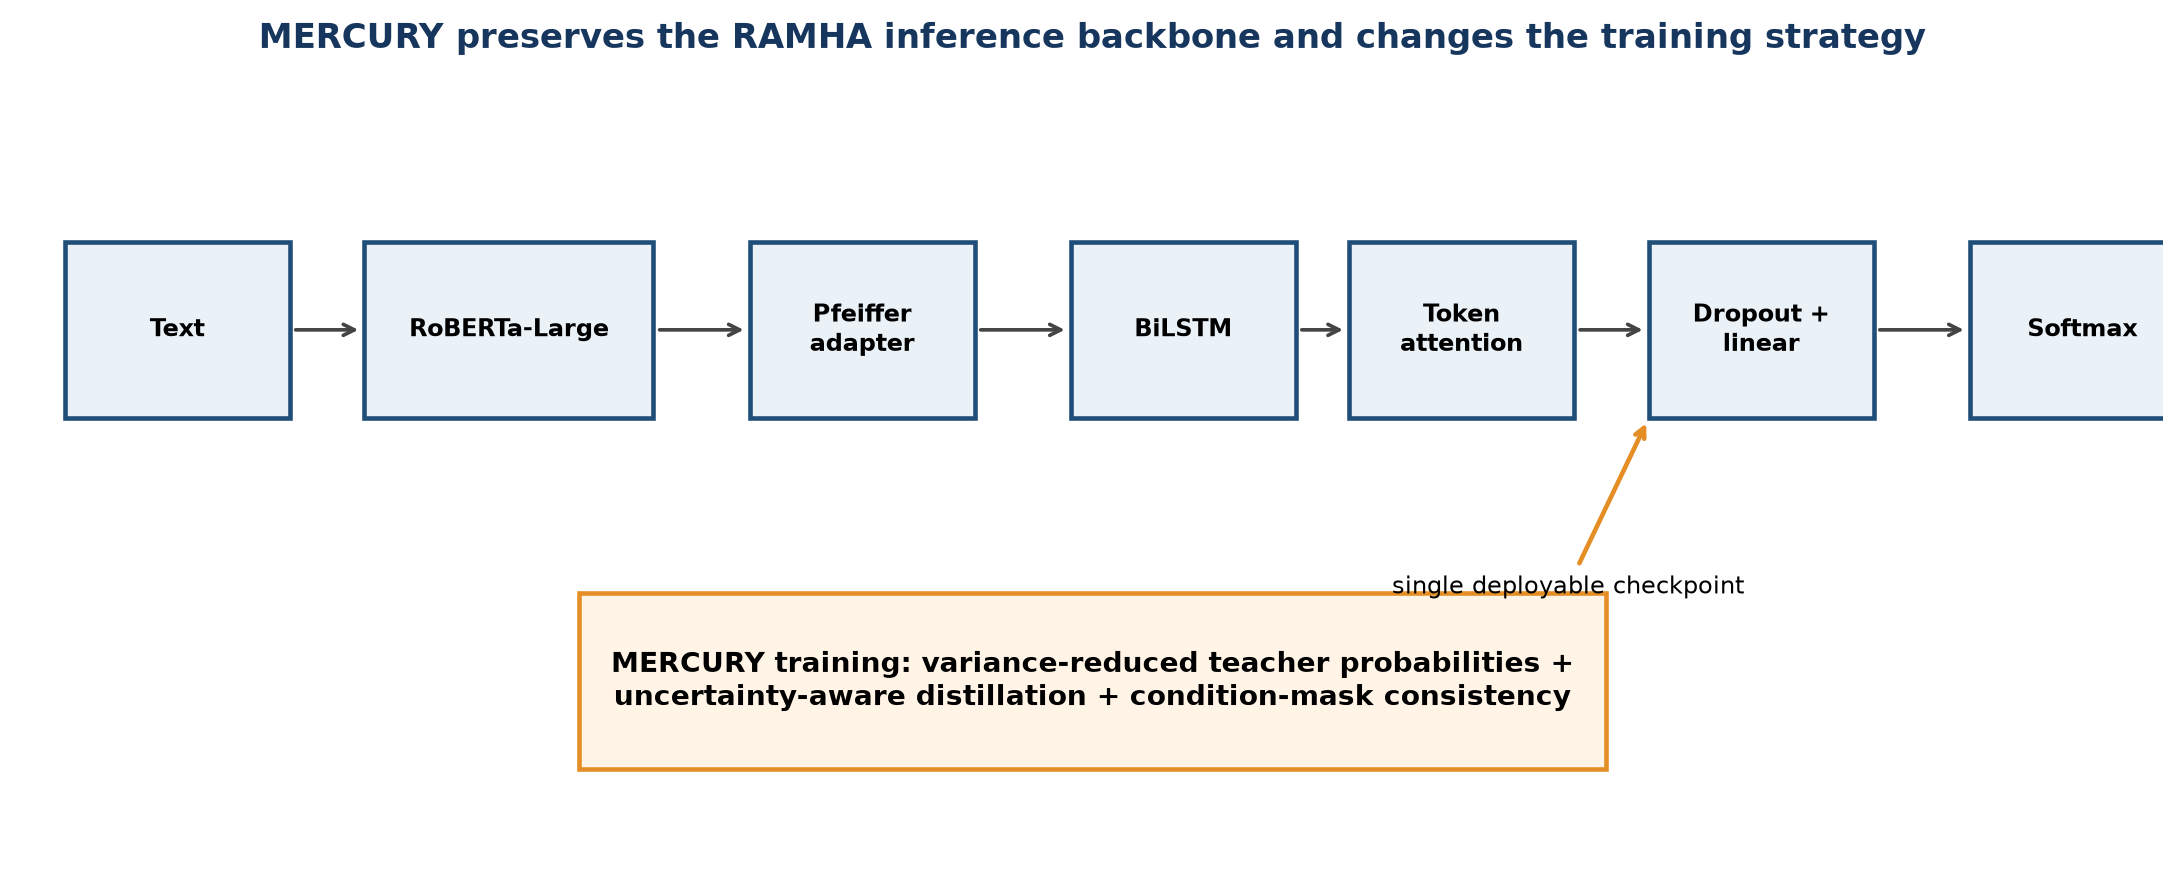 MERCURY preserves the RAMHA inference backbone and changes the training strategy
Text
RoBERTa-Large
Pfeiffer
adapter
BiLSTM
Token
attention
Dropout +
linear
Softmax
single deployable checkpoint
MERCURY training: variance-reduced teacher probabilities +
uncertainty-aware distillation + condition-mask consistency